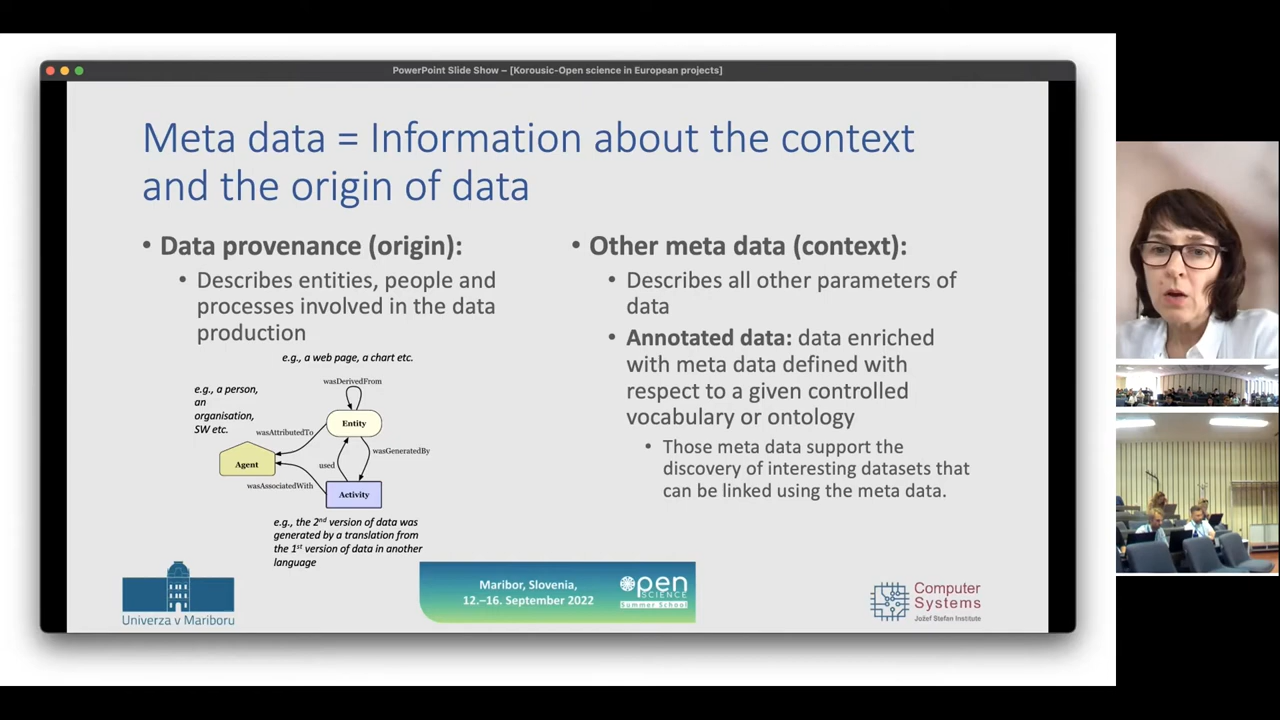 PowerPoint Slide Show – [Korousic-Open science in European projects]
Meta data = Information about the context
and the origin of data
• Data provenance (origin):
• Describes entities, people and
processes involved in the data
production
e.g., a web page, a chart etc.
e.g., a person,
an
organisation,
SW etc.
wasDerivedFrom
Entity
wasAttributedTo
wasGeneratedBy
Agent
used
wasAssociatedWith
Activity
e.g., the 2nd version of data was
generated by a translation from
the 1st version of data in another
language
• Other meta data (context):
• Describes all other parameters of
data
• Annotated data: data enriched
with meta data defined with
respect to a given controlled
vocabulary or ontology
• Those meta data support the
discovery of interesting datasets that
can be linked using the meta data.
Univerza v Mariboru
Maribor, Slovenia,
12.–16. September 2022
open
SCIENCE
Summer School
Computer
Systems
Jožef Stefan Institute